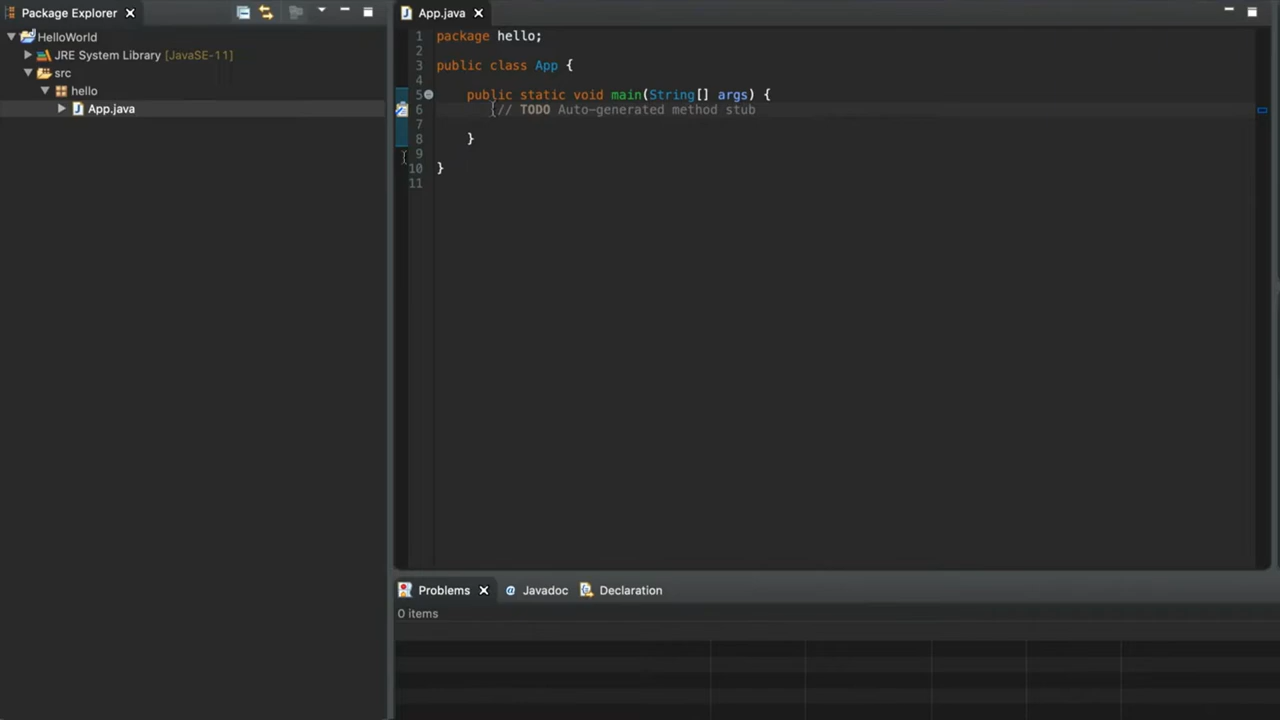 Package Explorer
HelloWorld
JRE System Library [JavaSE-11]
src
hello
App.java
App.java
1 package hello;
2
3 public class App {
4
5 public static void main(String[] args) {
6 // TODO Auto-generated method stub
7
8 }
9
10 }
11
Problems Javadoc Declaration
0 items